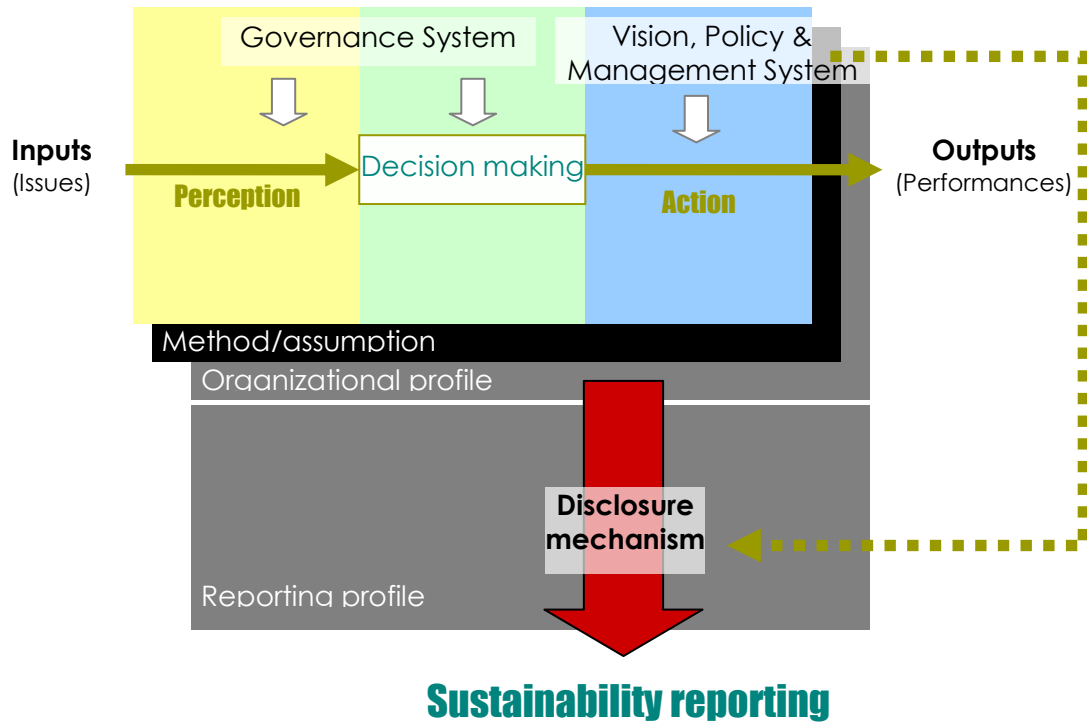 Governance System
Vision, Policy &
Management System
Inputs
(Issues)
Perception
Decision making
Action
Outputs
(Performances)
Method/assumption
Organizational profile
Disclosure
mechanism
Reporting profile
Sustainability reporting